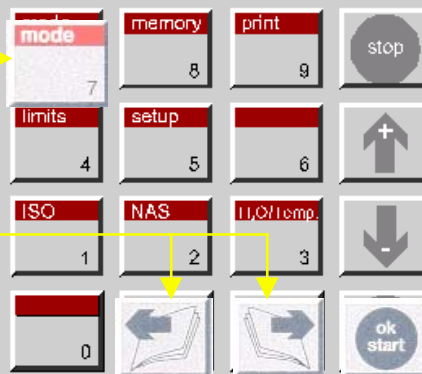 mode
7
memory
8
print
9
stop
limits
4
setup
5
6
+
ISO
1
NAS
2
H2O/Temp.
3
-
0
ok
start